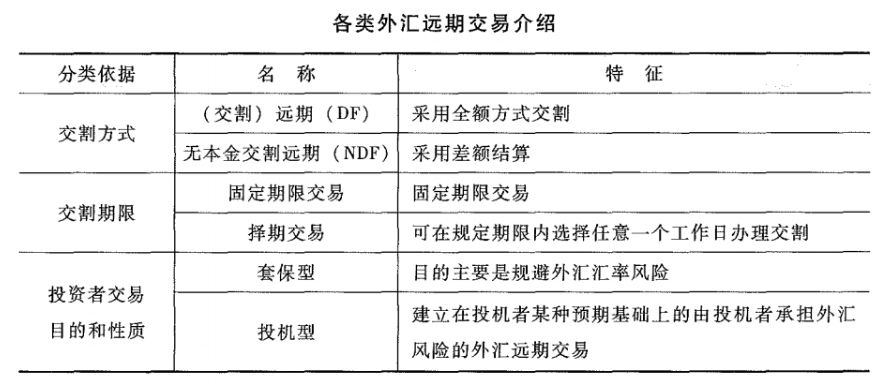 各类外汇远期交易介绍
分类依据 名 称 特 征
交割方式
(交割) 远期 (DF) 采用全额方式交割
无本金交割远期 (NDF) 采用差额结算
交割期限
固定期限交易 固定期限交易
择期交易 可在规定期限内选择任意一个工作日办理交割
投资者交易
目的和性质
套保型 目的主要是规避外汇汇率风险
投机型
建立在投机者某种预期基础上的由投机者承担外汇
风险的外汇远期交易